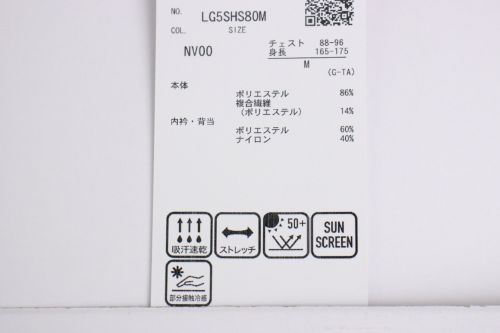 NO. LG5SHS80M
COL. SIZE
NV00 チェスト 88-96
身長 165-175
M
(G-TA)
本体
ポリエステル 86%
複合繊維
(ポリエステル) 14%
内衿・背当
ポリエステル 60%
ナイロン 40%
吸汗速乾
ストレッチ
50+
SUN
SCREEN
部分接触冷感